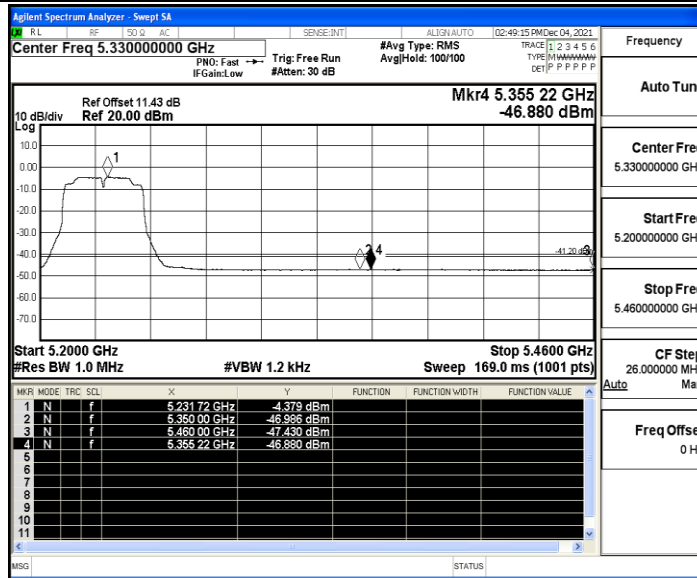 Agilent Spectrum Analyzer - Swept SA
RL RF 50 Ω AC SENSE:INT ALIGNAUTO 02:49:15 PM Dec 04, 2021
Center Freq 5.330000000 GHz
PNO: Fast
IFGain:Low
Trig: Free Run
#Atten: 30 dB
#Avg Type: RMS
Avg|Hold: 100/100
TRACE 1 2 3 4 5 6
TYPE M WWWWW
DET P P P P P P
Frequency
Auto Tun
Center Fre
5.330000000 GH
Start Fre
5.200000000 GH
Stop Fre
5.460000000 GH
CF Step
26.000000 MH
Auto Ma
Freq Offse
0 H
Mkr4 5.355 22 GHz
-46.880 dBm
Ref Offset 11.43 dB
10 dB/div Ref 20.00 dBm
Log
10.0
0.00
-10.0
-20.0
-30.0
-40.0
-50.0
-60.0
-70.0
1
2 4
3
-41.20 dBm
Start 5.2000 GHz Stop 5.4600 GHz
#Res BW 1.0 MHz #VBW 1.2 kHz Sweep 169.0 ms (1001 pts)
MKR MODE TRC SCL X Y FUNCTION FUNCTION WIDTH FUNCTION VALUE
1 N f 5.231 72 GHz -4.379 dBm
2 N f 5.350 00 GHz -46.986 dBm
3 N f 5.460 00 GHz -47.430 dBm
4 N f 5.355 22 GHz -46.880 dBm
5
6
7
8
9
10
11
MSG STATUS